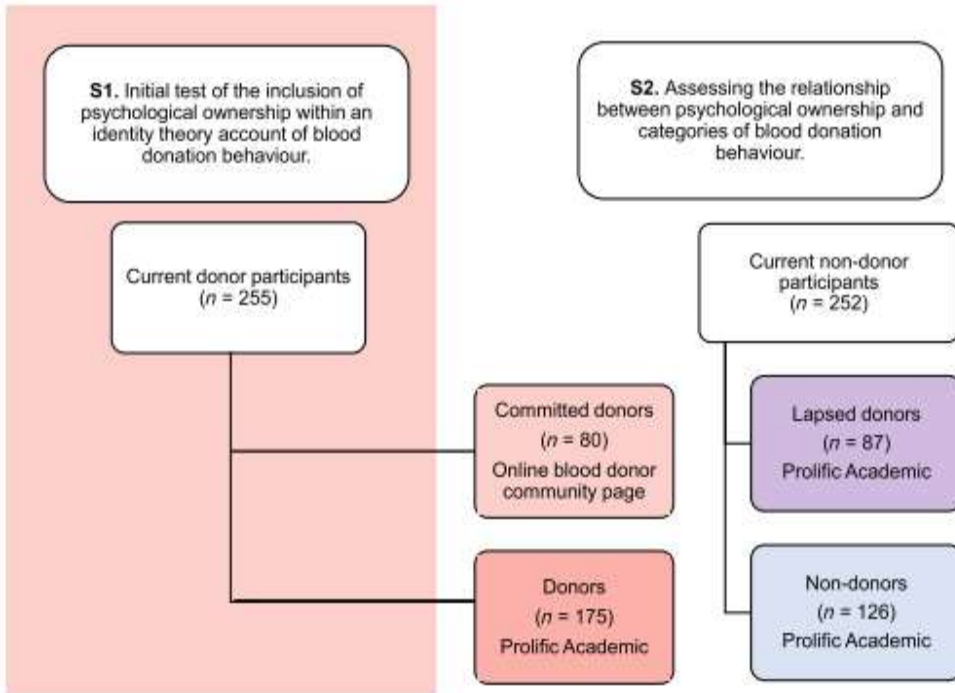 S1. Initial test of the inclusion of
psychological ownership within an
identity theory account of blood
donation behaviour.
S2. Assessing the relationship
between psychological ownership and
categories of blood donation
behaviour.
Current donor participants
(n = 255)
Current non-donor
participants
(n = 252)
Committed donors
(n = 80)
Online blood donor
community page
Lapsed donors
(n = 87)
Prolific Academic
Donors
(n = 175)
Prolific Academic
Non-donors
(n = 126)
Prolific Academic